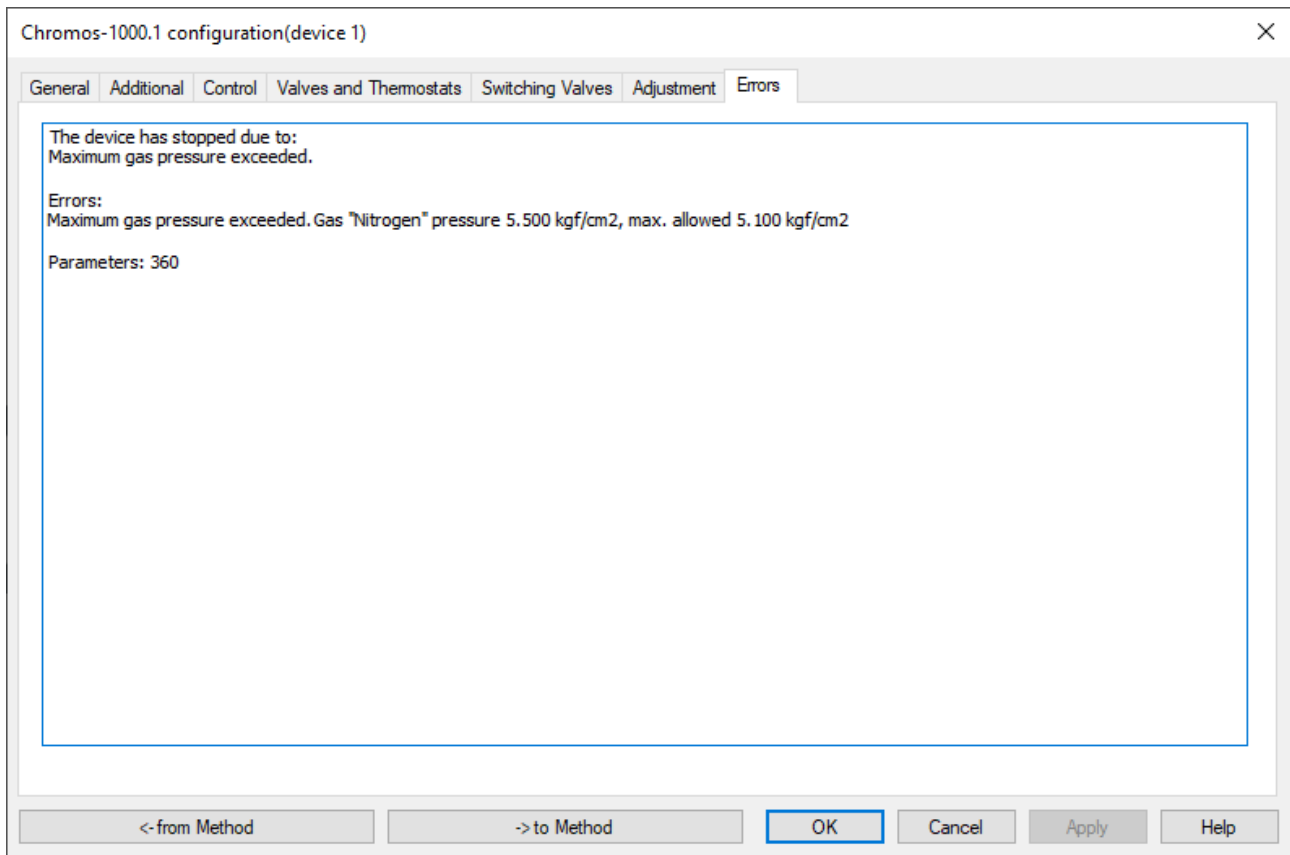 Chromos-1000.1 configuration(device 1)
General Additional Control Valves and Thermostats Switching Valves Adjustment Errors
The device has stopped due to:
Maximum gas pressure exceeded.
Errors:
Maximum gas pressure exceeded. Gas "Nitrogen" pressure 5.500 kgf/cm2, max. allowed 5.100 kgf/cm2
Parameters: 360
<-from Method ->to Method OK Cancel Apply Help